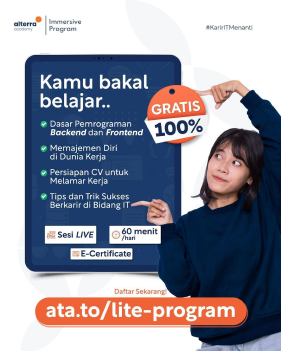 alterra
academy
Immersive
Program
#KarirITMenanti
Kamu bakal
belajar..
GRATIS
100%
Dasar Pemrograman
Backend dan Frontend
Memajemen Diri
di Dunia Kerja
Persiapan CV untuk
Melamar Kerja
Tips dan Trik Sukses
Berkarir di Bidang IT
Sesi LIVE
60 menit
/hari
E-Certificate
Daftar Sekarang!
ata.to/lite-program